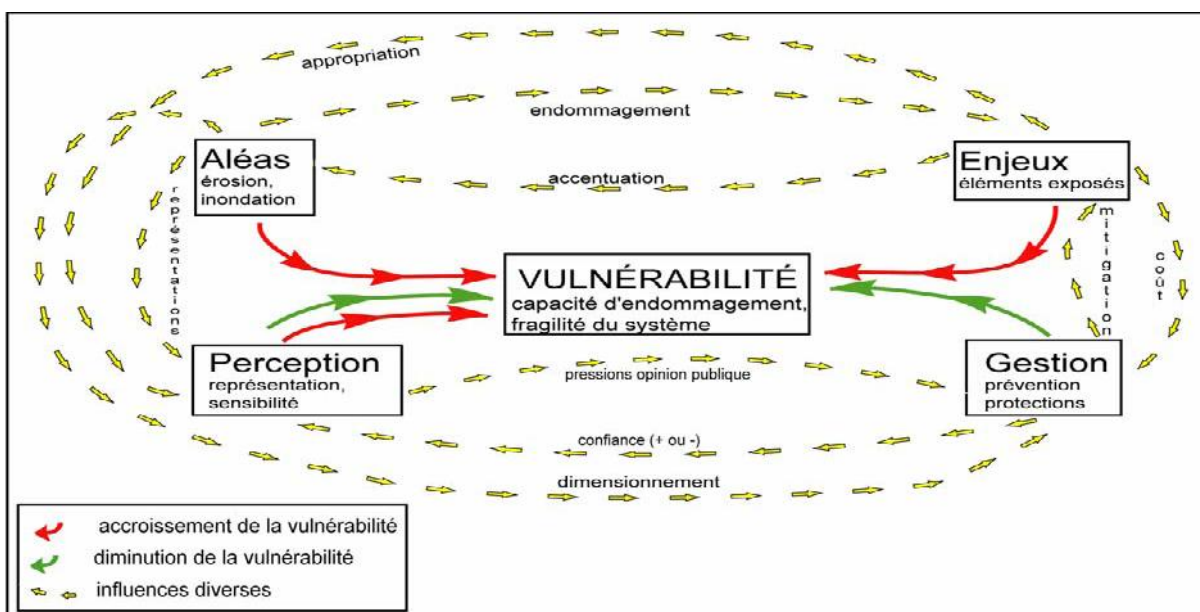 appropriation
endommagement
Aléas
érosion,
inondation
Enjeux
éléments exposés
accentuation
représentations
mitigation
coût
VULNÉRABILITÉ
capacité d'endommagement,
fragilité du système
Perception
représentation,
sensibilité
pressions opinion publique
Gestion
prévention
protections
confiance (+ ou -)
dimensionnement
accroissement de la vulnérabilité
diminution de la vulnérabilité
influences diverses